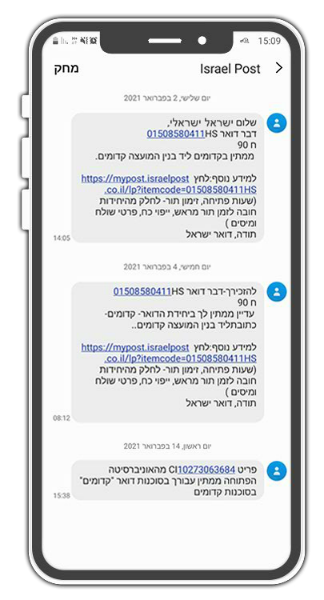 15:09
Israel Post
מחק
יום שלישי, 2 בפברואר 2021
שלום ישראל ישראלי,
דבר דואר 01508580411HS
ח 90
ממתין בקדומים ליד בנין המועצה קדומים.
למידע נוסף:לחץ https://mypost.israelpost
.co.il/lp?itemcode=01508580411HS
(שעות פתיחה, זימון תור- לחלק מהיחידות
חובה לזמן תור מראש, ייפוי כח, פרטי שולח
ומיסים )
תודה, דואר ישראל
14:05
יום חמישי, 4 בפברואר 2021
להזכירך-דבר דואר 01508580411HS
ח 90
עדיין ממתין לך ביחידת הדואר- קדומים-
כתובתליד בנין המועצה קדומים..
למידע נוסף:לחץ https://mypost.israelpost
.co.il/lp?itemcode=01508580411HS
(שעות פתיחה, זימון תור- לחלק מהיחידות
חובה לזמן תור מראש, ייפוי כח, פרטי שולח
ומיסים )
תודה, דואר ישראל
08:12
יום ראשון, 14 בפברואר 2021
פריט CI10273063684 מהאוניברסיטה
הפתוחה ממתין עבורך בסוכנות דואר "קדומים"
בסוכנות קדומים
15:38